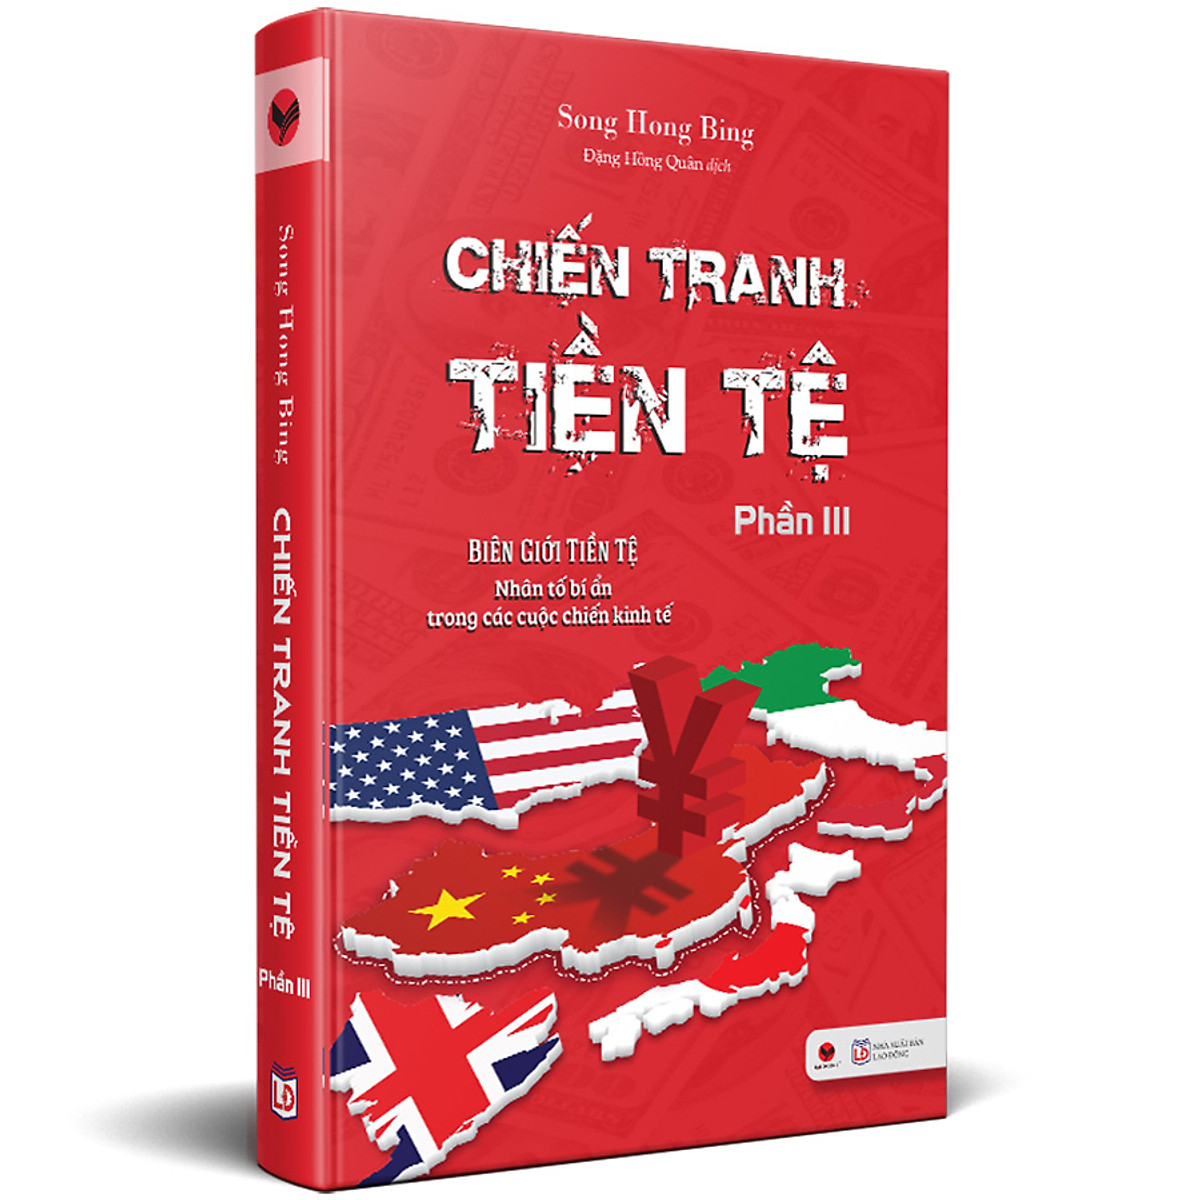 Song Hong Bing
Đặng Hồng Quân dịch
CHIẾN TRANH
TIỀN TỆ
Phần III
BIÊN GIỚI TIỀN TỆ
Nhân tố bí ẩn
trong các cuộc chiến kinh tế
NHÀ XUẤT BẢN
LAO ĐỘNG
Song Hong Bing
CHIẾN TRANH TIỀN TỆ
Phần III